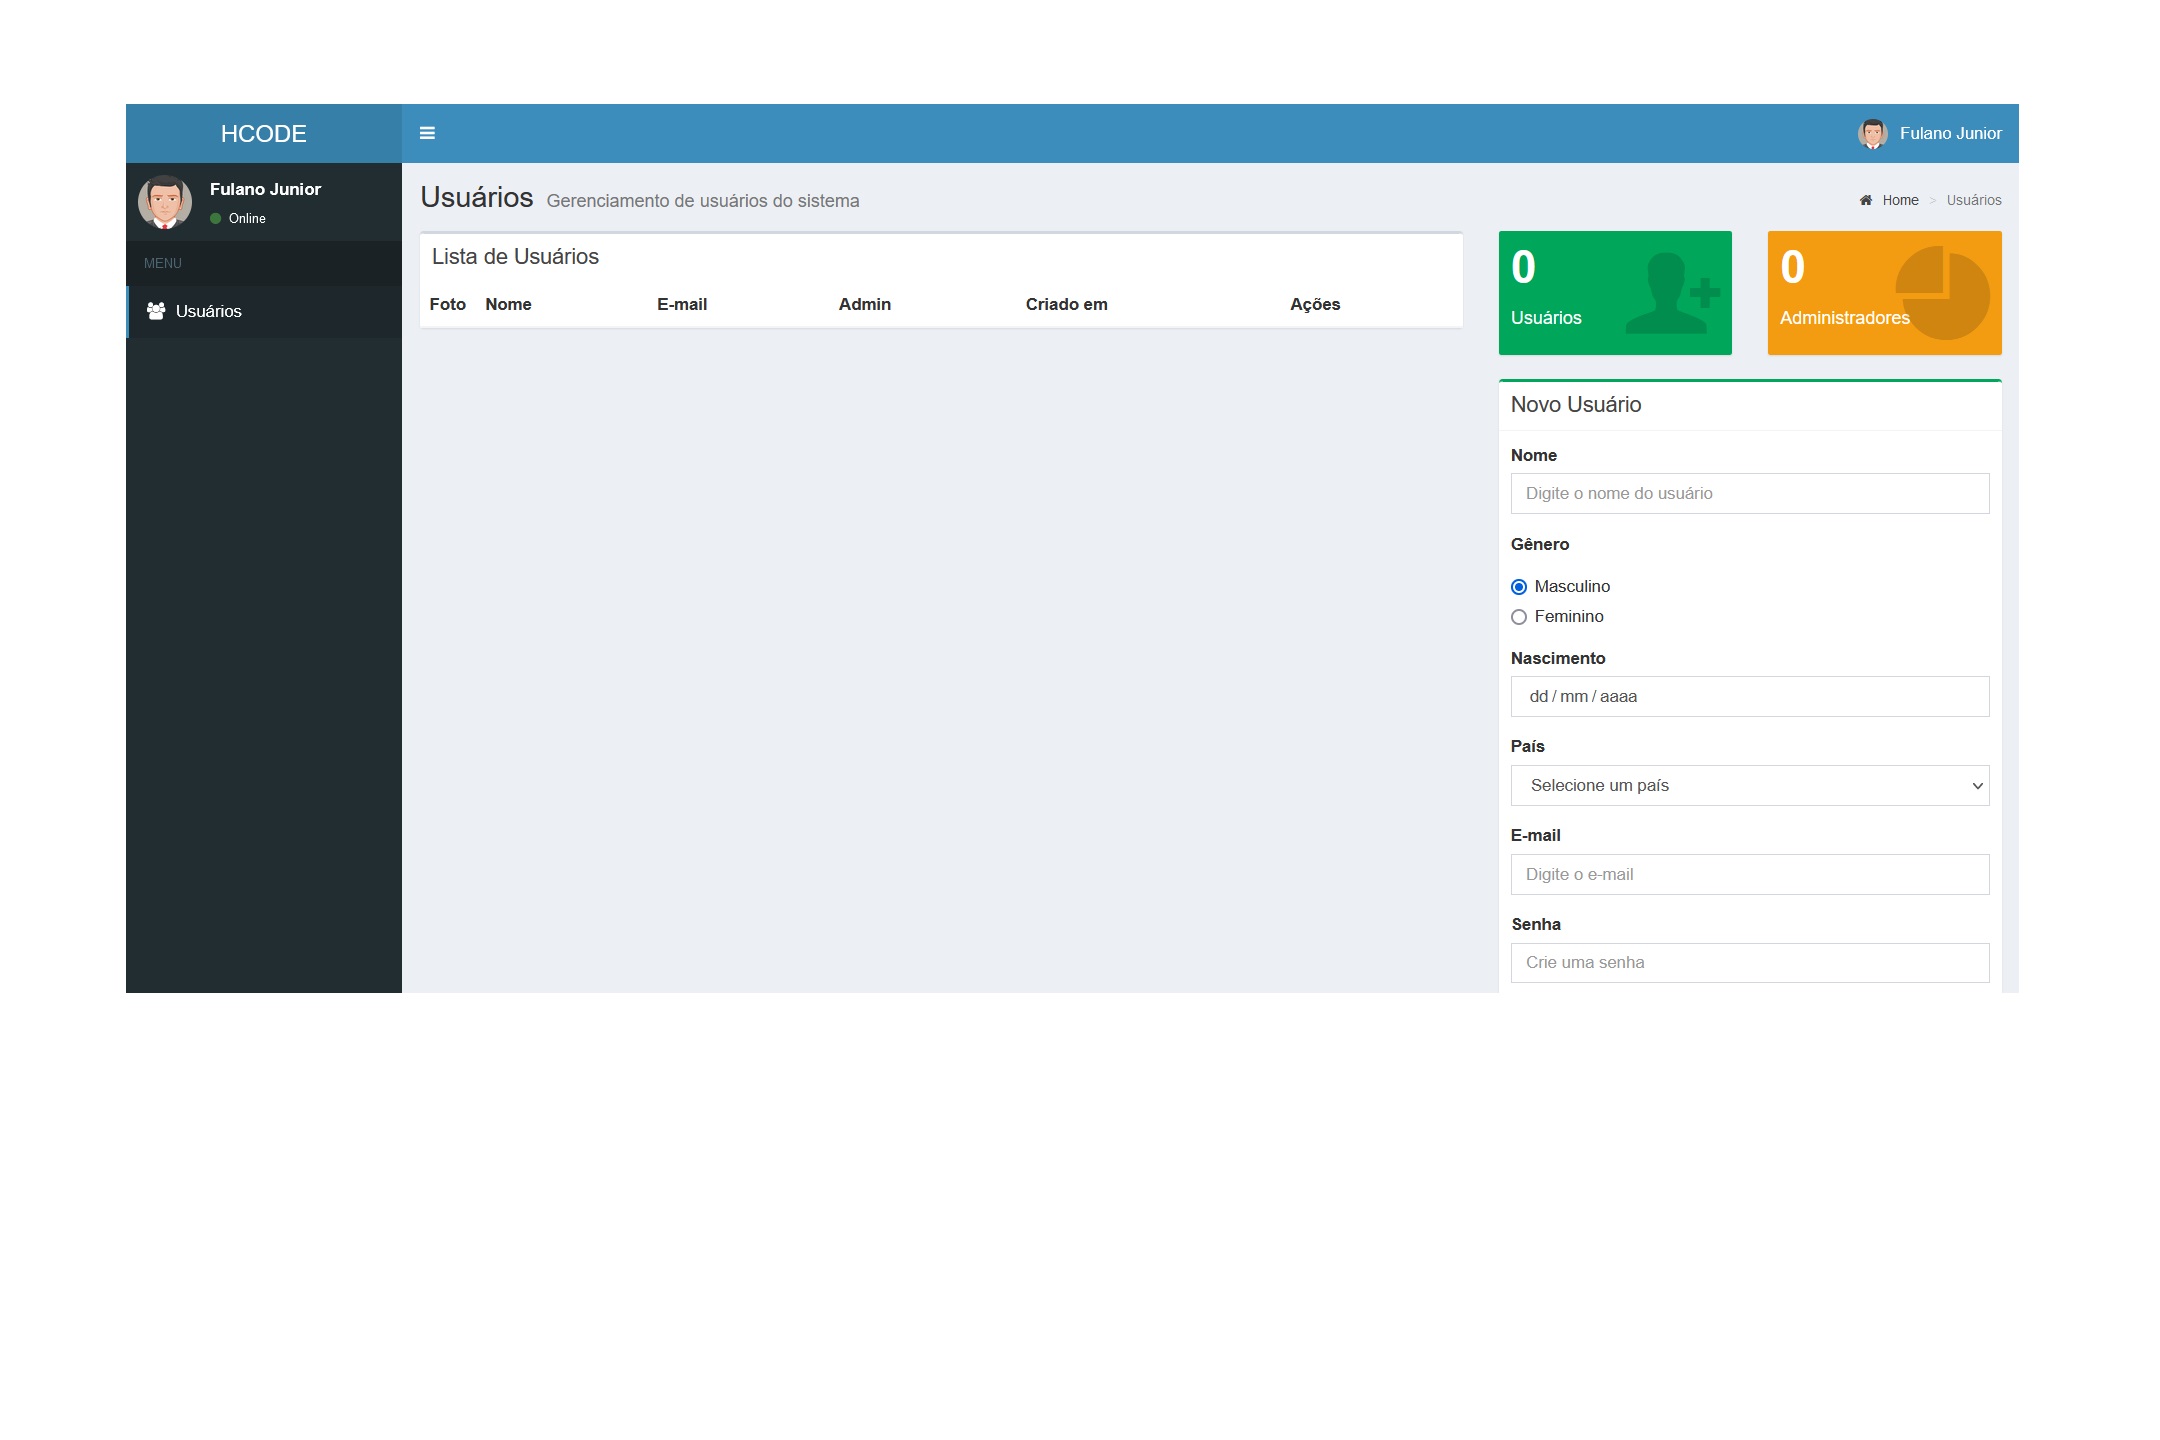 HCODE
Fulano Junior
Fulano Junior
Online
MENU
Usuários
Usuários Gerenciamento de usuários do sistema
Home > Usuários
Lista de Usuários
Foto Nome E-mail Admin Criado em Ações
0
Usuários
0
Administradores
Novo Usuário
Nome
Digite o nome do usuário
Gênero
Masculino
Feminino
Nascimento
dd / mm / aaaa
País
Selecione um país
E-mail
Digite o e-mail
Senha
Crie uma senha